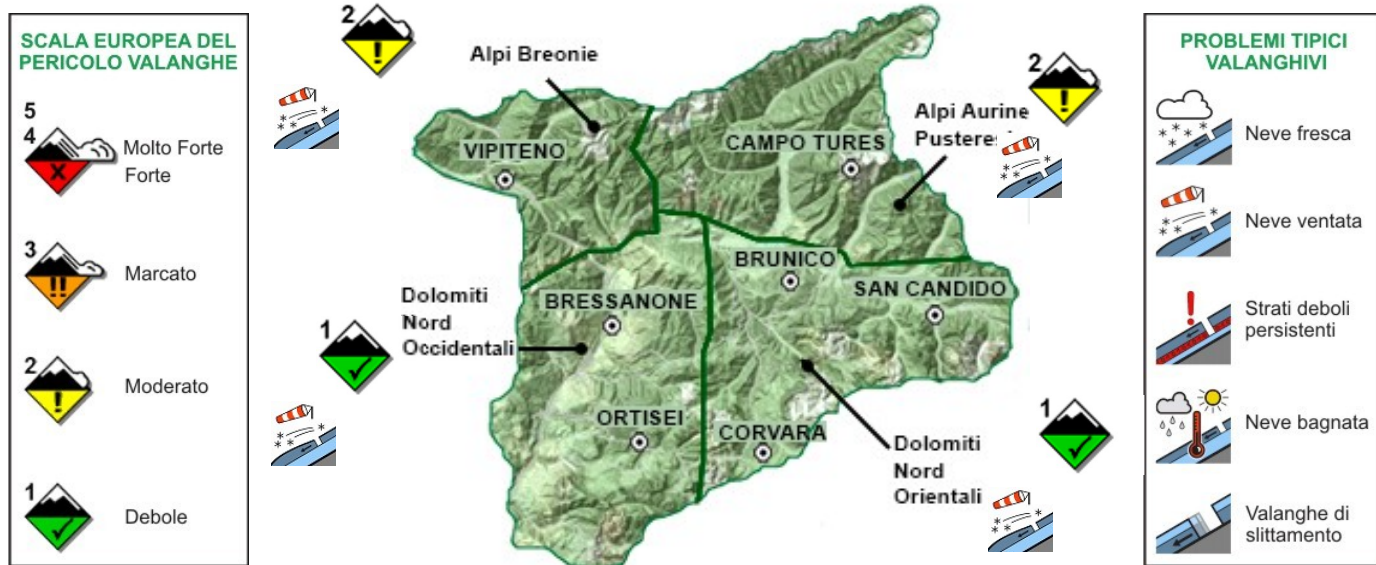 SCALA EUROPEA DEL
PERICOLO VALANGHE
5
4
Molto Forte
Forte
3
Marcato
2
Moderato
1
Debole
2
Alpi Breonie
VIPITENO
CAMPO TURES
2
Alpi Aurine
BRUNICO
SAN CANDIDO
Dolomiti
Nord
Occidentali
1
BRESSANONE
ORTISEI
CORVARA
Dolomiti
Nord
Orientali
1
PROBLEMI TIPICI
VALANGHIVI
Neve fresca
Neve ventata
Strati deboli
persistenti
Neve bagnata
Valanghe di
slittamento